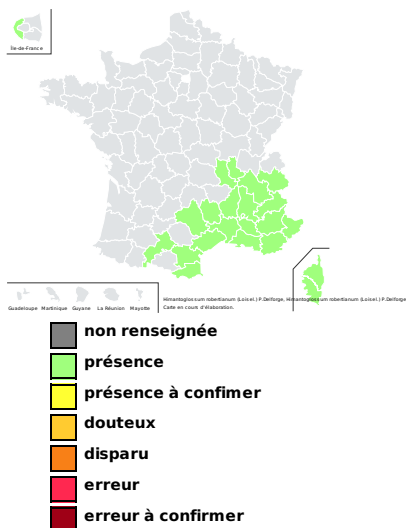 Île-de-France
Guadeloupe Martinique Guyane La Réunion Mayotte
Himantoglossum robertianum (Loisel.) P.Delforge, Himantoglossum robertianum (Loisel.) P.Delforge
Carte en cours d'élaboration.
non renseignée
présence
présence à confimer
douteux
disparu
erreur
erreur à confirmer